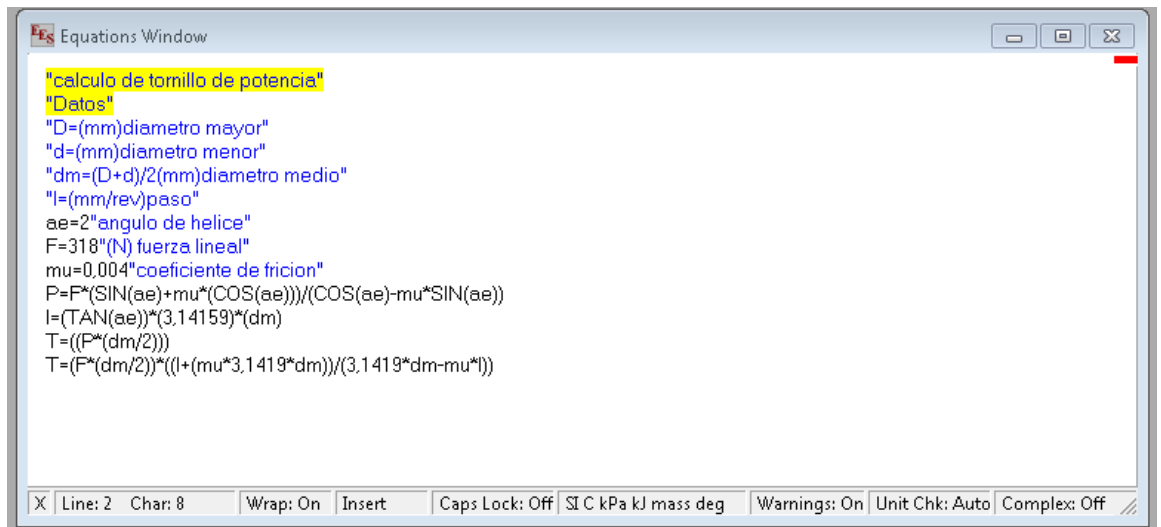 EES Equations Window
"calculo de tornillo de potencia"
"Datos"
"D=(mm)diametro mayor"
"d=(mm)diametro menor"
"dm=(D+d)/2(mm)diametro medio"
"l=(mm/rev)paso"
ae=2"angulo de helice"
F=318"(N) fuerza lineal"
mu=0,004"coeficiente de fricion"
P=F*(SIN(ae)+mu*(COS(ae)))/(COS(ae)-mu*SIN(ae))
l=(TAN(ae))*(3,14159)*(dm)
T=((P*(dm/2)))
T=(F*(dm/2))*((l+(mu*3,1419*dm))/(3,1419*dm-mu*l))
X Line: 2 Char: 8 Wrap: On Insert Caps Lock: Off SI C kPa kJ mass deg Warnings: On Unit Chk: Auto Complex: Off